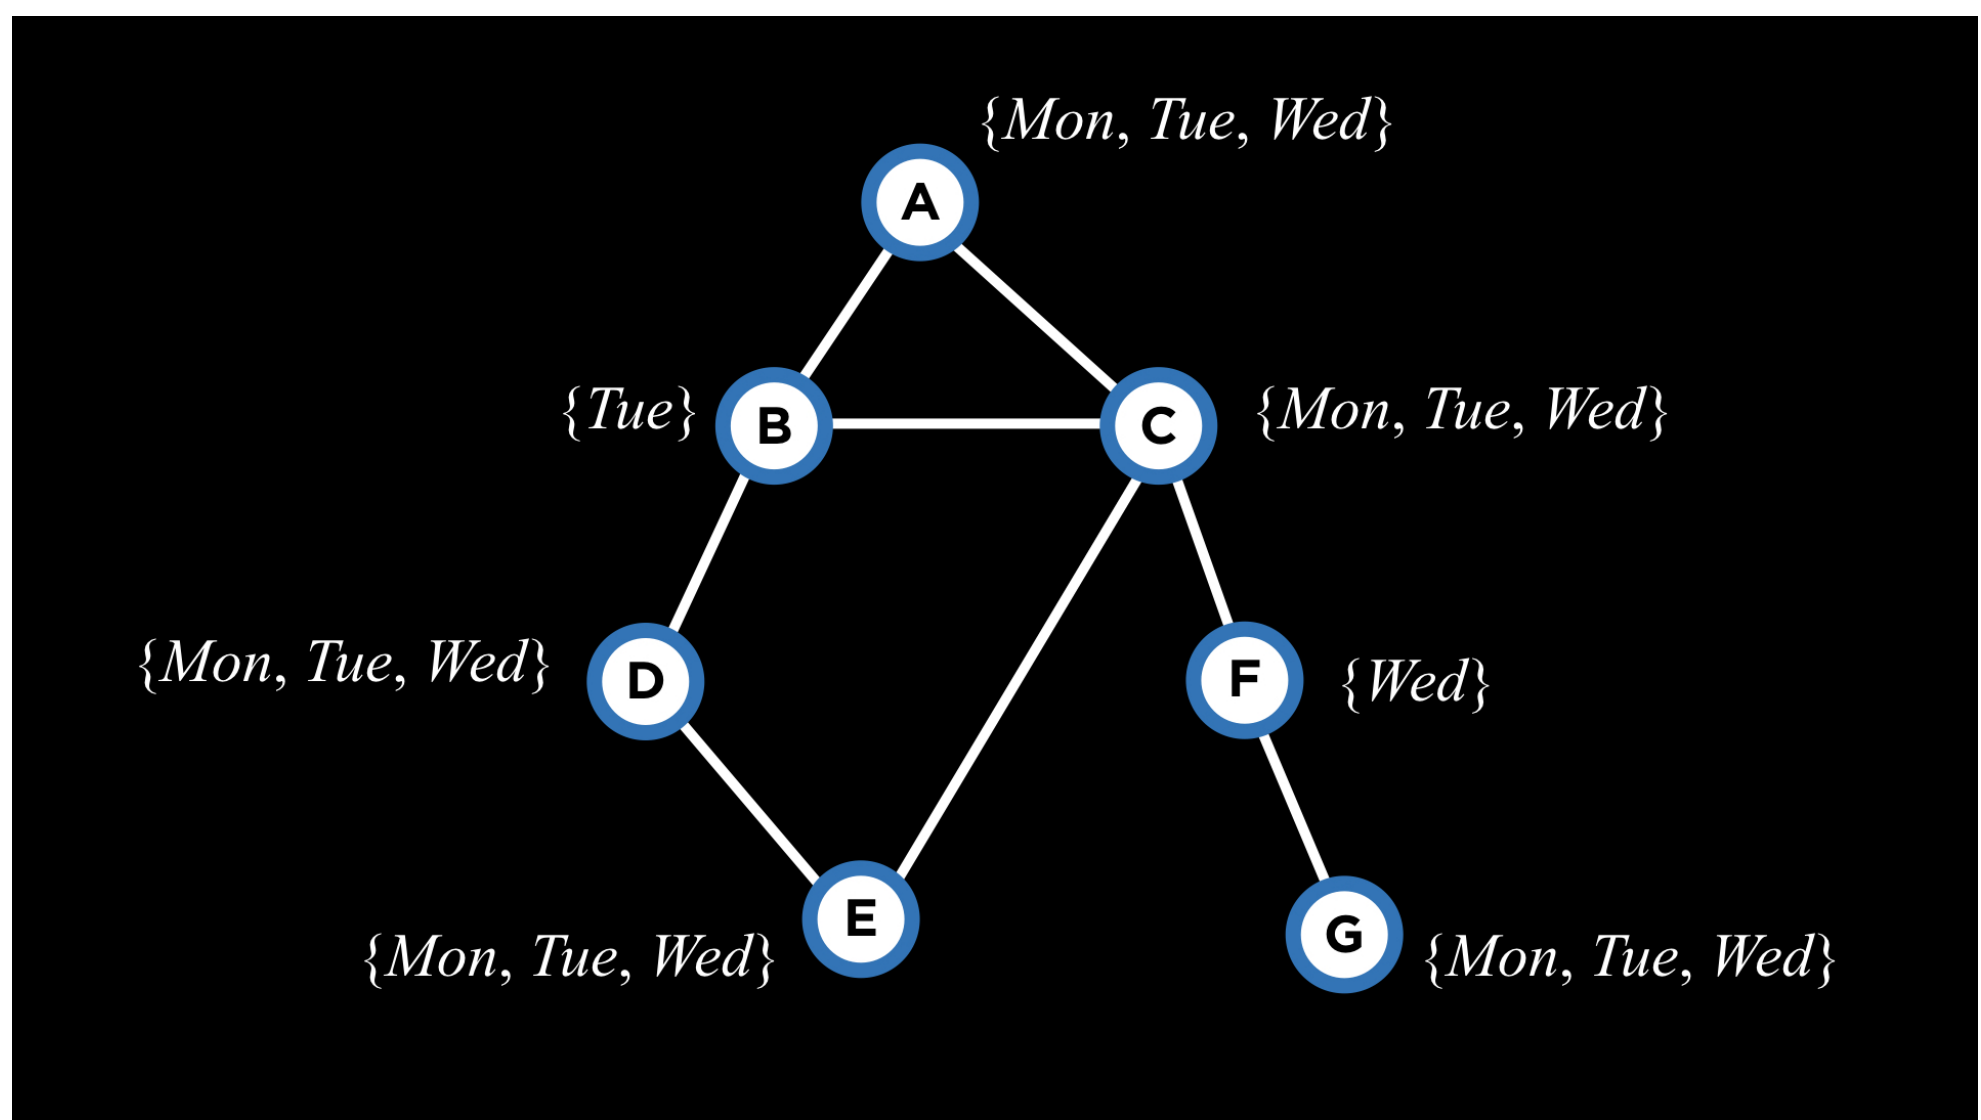 {Mon, Tue, Wed}
A
{Tue}
B
C
{Mon, Tue, Wed}
{Mon, Tue, Wed}
D
F
{Wed}
{Mon, Tue, Wed}
E
G
{Mon, Tue, Wed}